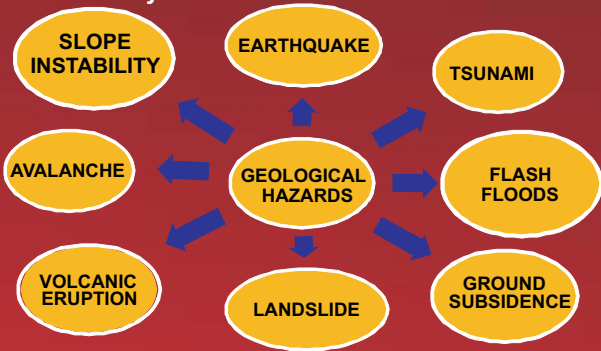 SLOPE
INSTABILITY
EARTHQUAKE
TSUNAMI
AVALANCHE
GEOLOGICAL
HAZARDS
FLASH
FLOODS
VOLCANIC
ERUPTION
LANDSLIDE
GROUND
SUBSIDENCE